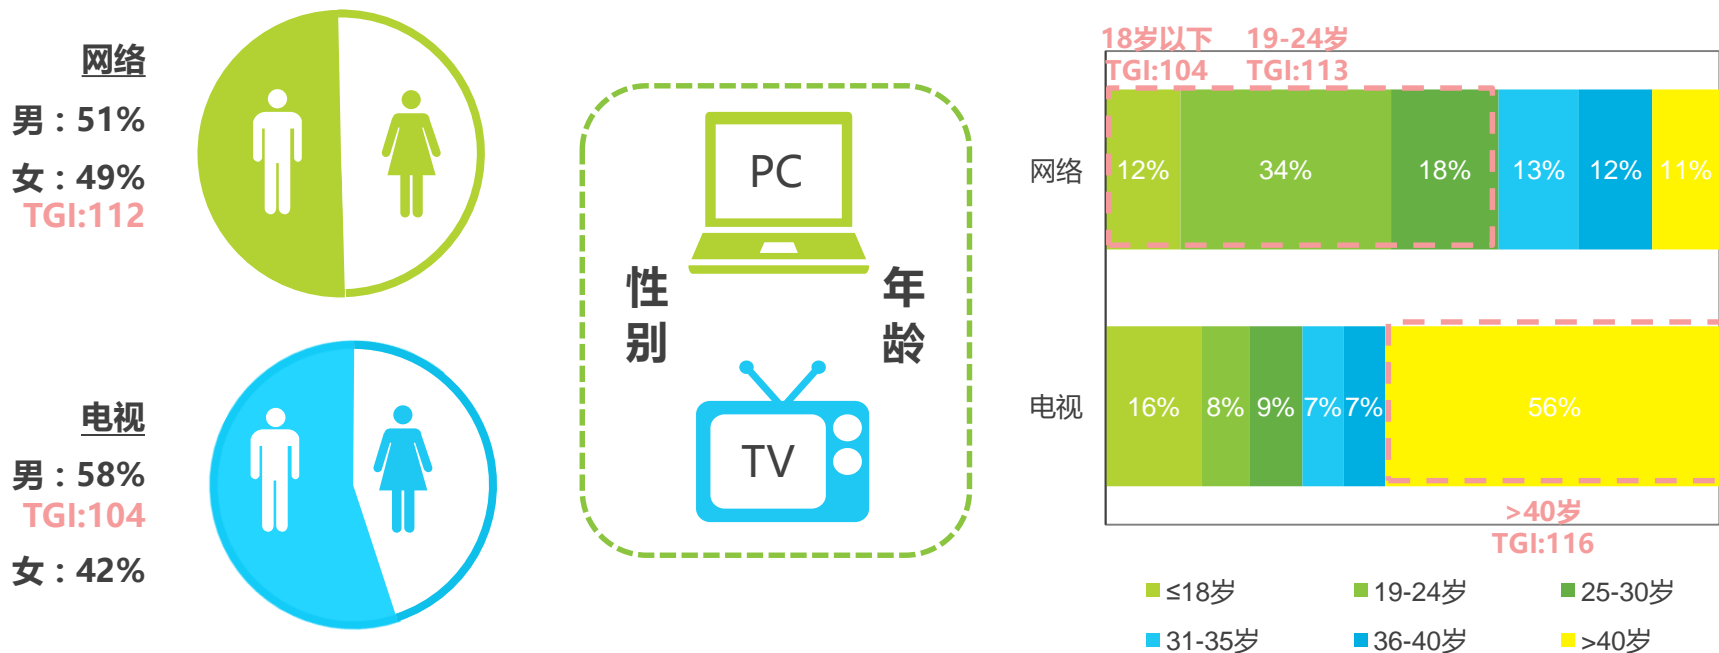 网络
男：51%
女：49%
TGI:112
电视
男：58%
TGI:104
女：42%
PC
性别
年龄
TV
18岁以下 19-24岁
TGI:104 TGI:113
网络 12% 34% 18% 13% 12% 11%
电视 16% 8% 9% 7% 7% 56%
>40岁
TGI:116
≤18岁 19-24岁 25-30岁
31-35岁 36-40岁 >40岁